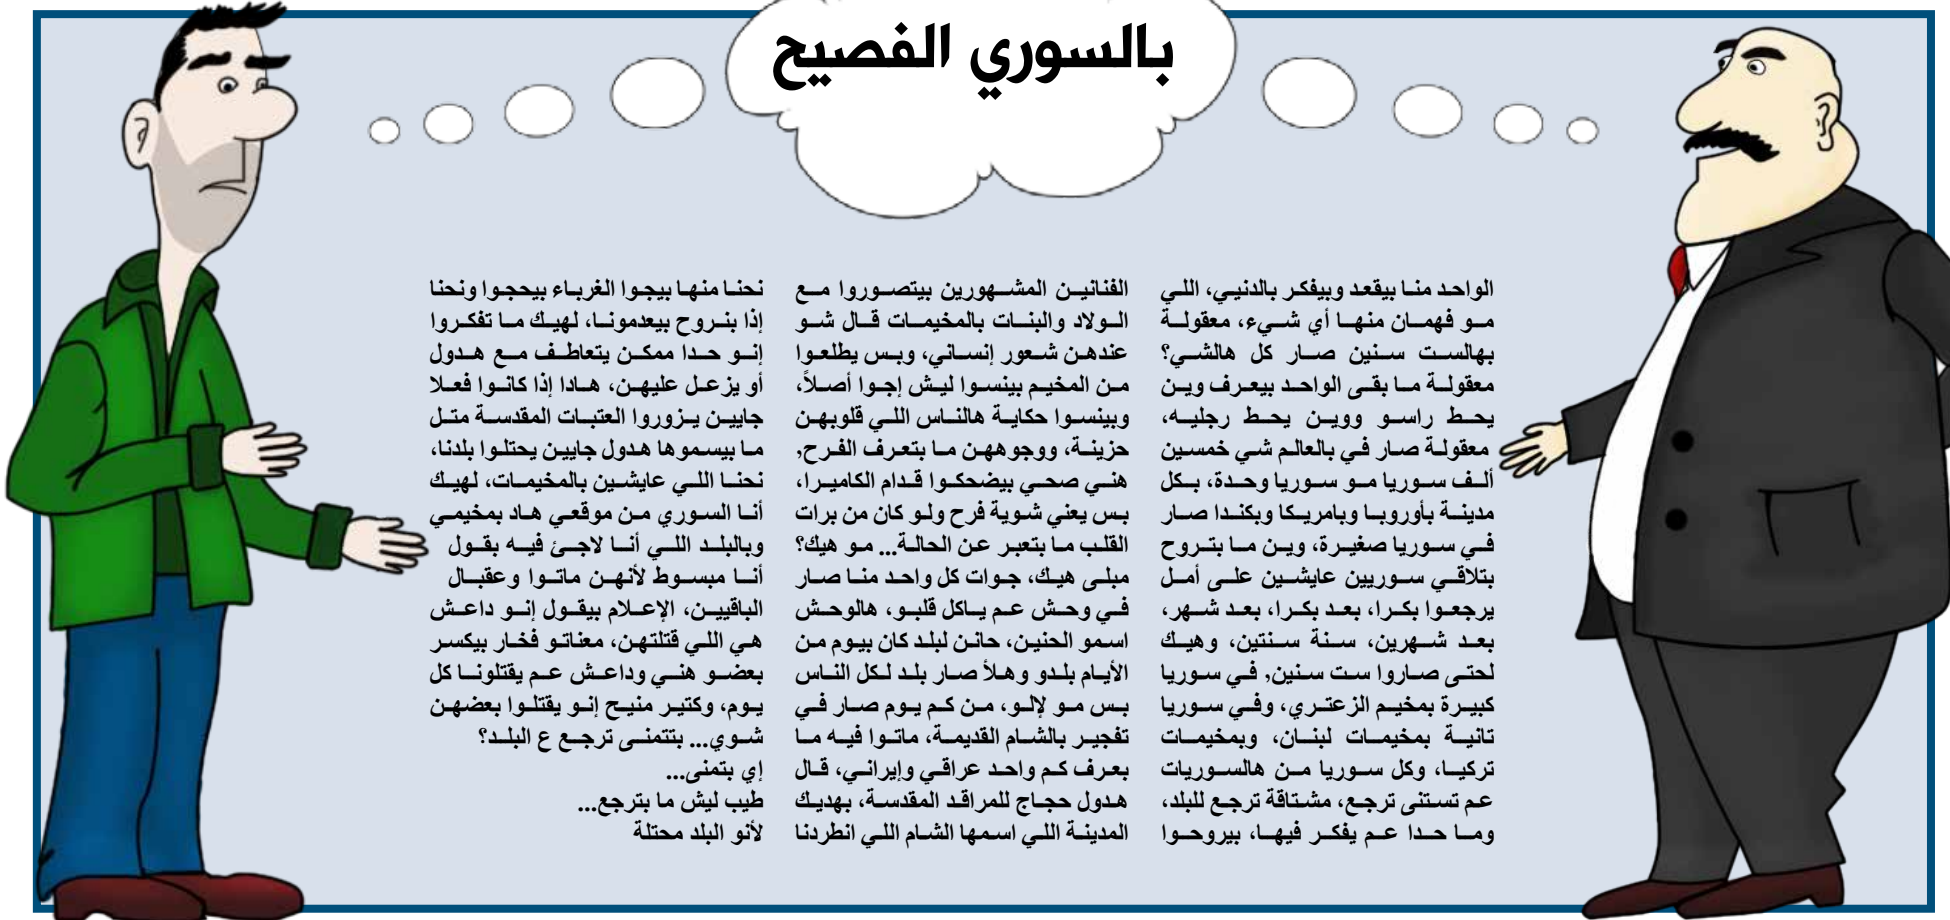 بالسوري الفصيح
الواحد منا بيقعد وبيفكر بالدنيي، اللي
مو فهمان منها أي شيء، معقولة
بهالست سنين صار كل هالشي؟
معقولة ما بقى الواحد بيعرف وين
يحط راسو ووين يحط رجليه،
معقولة صار في بالعالم شي خمسين
ألف سوريا مو سوريا وحدة، بكل
مدينة بأوروبا وبامريكا وبكندا صار
في سوريا صغيرة، وين ما بتروح
بتلاقي سوريين عايشين على أمل
يرجعوا بكرا، بعد بكرا، بعد شهر،
بعد شهرين، سنة سنتين، وهيك
لحتى صاروا ست سنين, في سوريا
كبيرة بمخيم الزعتري، وفي سوريا
تانية بمخيمات لبنان، وبمخيمات
تركيا، وكل سوريا من هالسوريات
عم تستنى ترجع، مشتاقة ترجع للبلد،
وما حدا عم يفكر فيها، بيروحوا
الفنانين المشهورين بيتصوروا مع
الولاد والبنات بالمخيمات قال شو
عندهن شعور إنساني، وبس يطلعوا
من المخيم بينسوا ليش إجوا أصلاً،
وبينسوا حكاية هالناس اللي قلوبهن
حزينة، ووجوههن ما بتعرف الفرح,
هني صحي بيضحكوا قدام الكاميرا،
بس يعني شوية فرح ولو كان من برات
القلب ما بتعبر عن الحالة... مو هيك؟
مبلى هيك، جوات كل واحد منا صار
في وحش عم ياكل قلبو، هالوحش
اسمو الحنين، حانن لبلد كان بيوم من
الأيام بلدو وهلأ صار بلد لكل الناس
بس مو لإلو، من كم يوم صار في
تفجير بالشام القديمة، ماتوا فيه ما
بعرف كم واحد عراقي وإيراني، قال
هدول حجاج للمراقد المقدسة، بهديك
المدينة اللي اسمها الشام اللي انطردنا
نحنا منها بيجوا الغرباء بيحجوا ونحنا
إذا بنروح بيعدمونا، لهيك ما تفكروا
إنو حدا ممكن يتعاطف مع هدول
أو يزعل عليهن، هادا إذا كانوا فعلا
جايين يزوروا العتبات المقدسة متل
ما بيسموها هدول جايين يحتلوا بلدنا،
نحنا اللي عايشين بالمخيمات، لهيك
أنا السوري من موقعي هاد بمخيمي
وبالبلد اللي أنا لاجئ فيه بقول
أنا مبسوط لأنهن ماتوا وعقبال
الباقيين، الإعلام بيقول إنو داعش
هي اللي قتلتهن، معناتو فخار بيكسر
بعضو هني وداعش عم يقتلونا كل
يوم، وكتير منيح إنو يقتلوا بعضهن
شوي... بتتمنى ترجع ع البلد؟
إي بتمنى...
طيب ليش ما بترجع...
لأنو البلد محتلة